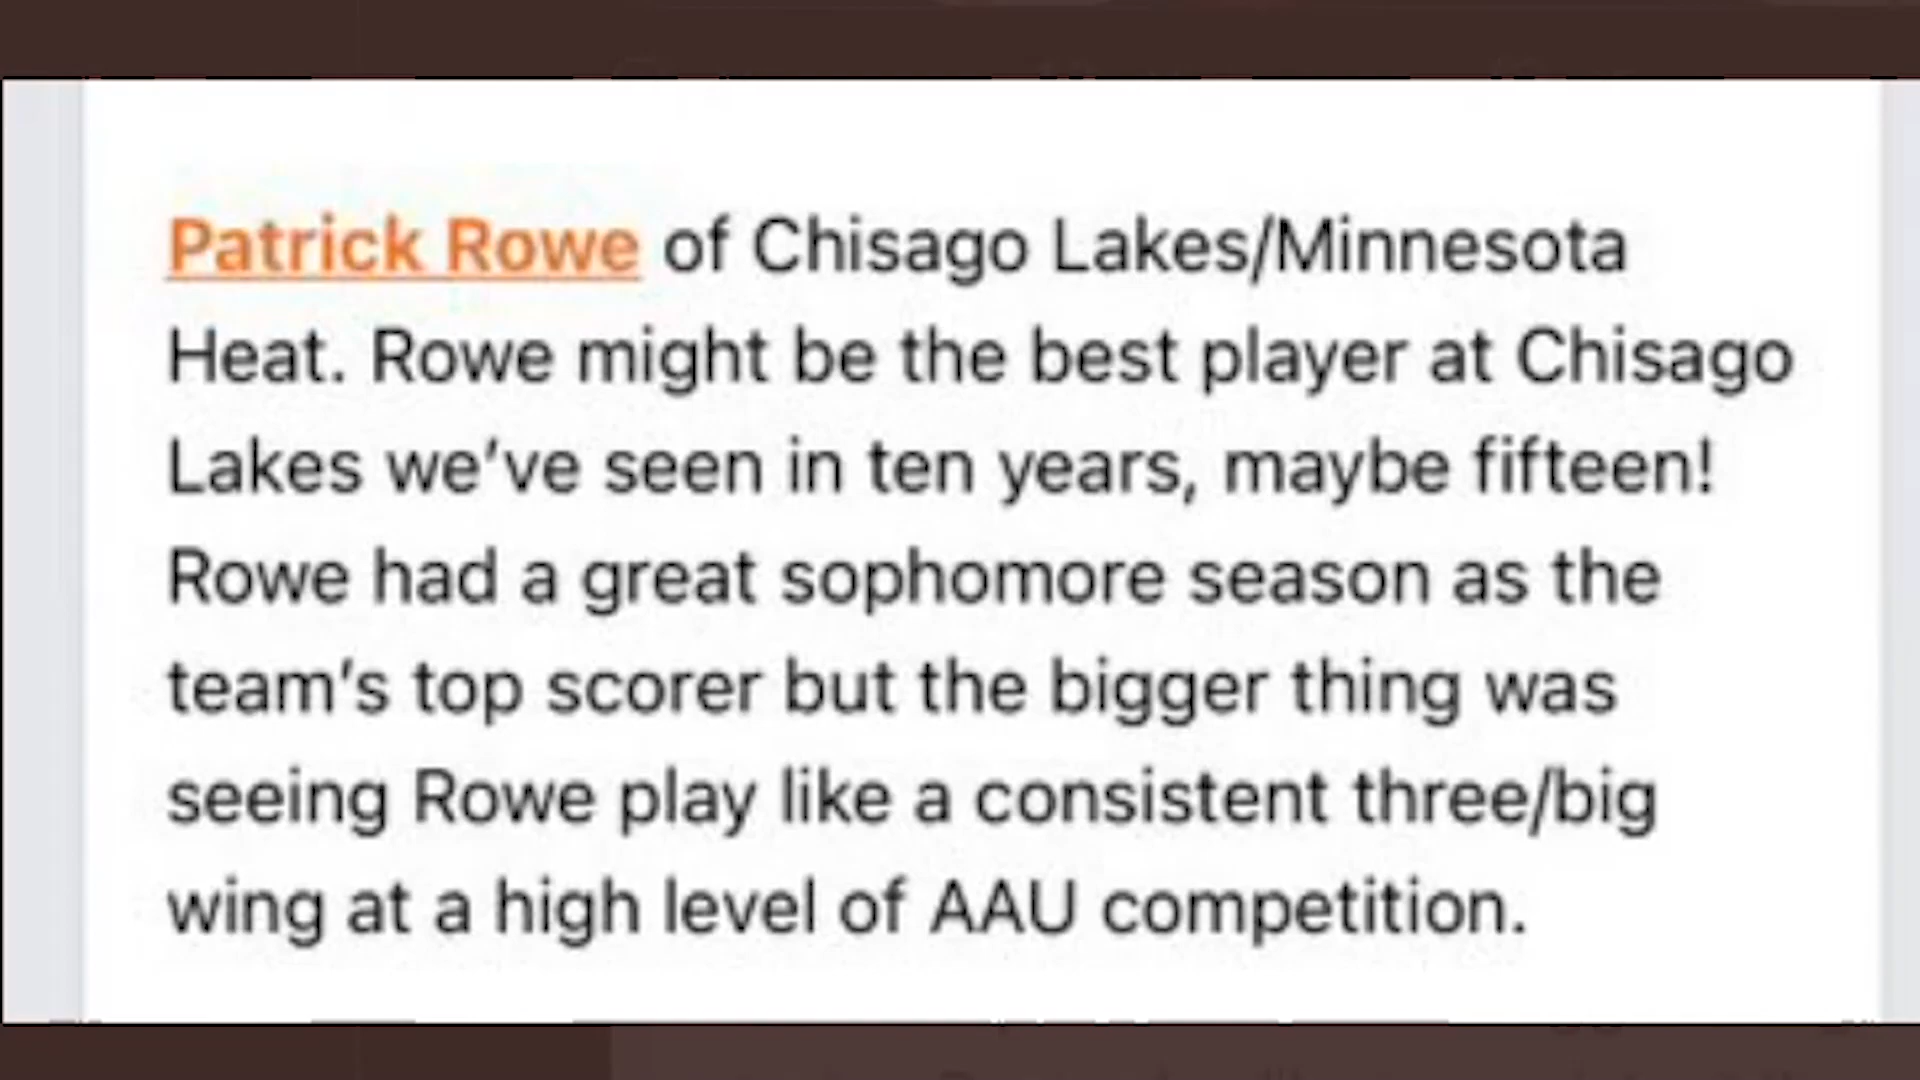 Patrick Rowe of Chisago Lakes/Minnesota
Heat. Rowe might be the best player at Chisago
Lakes we’ve seen in ten years, maybe fifteen!
Rowe had a great sophomore season as the
team’s top scorer but the bigger thing was
seeing Rowe play like a consistent three/big
wing at a high level of AAU competition.